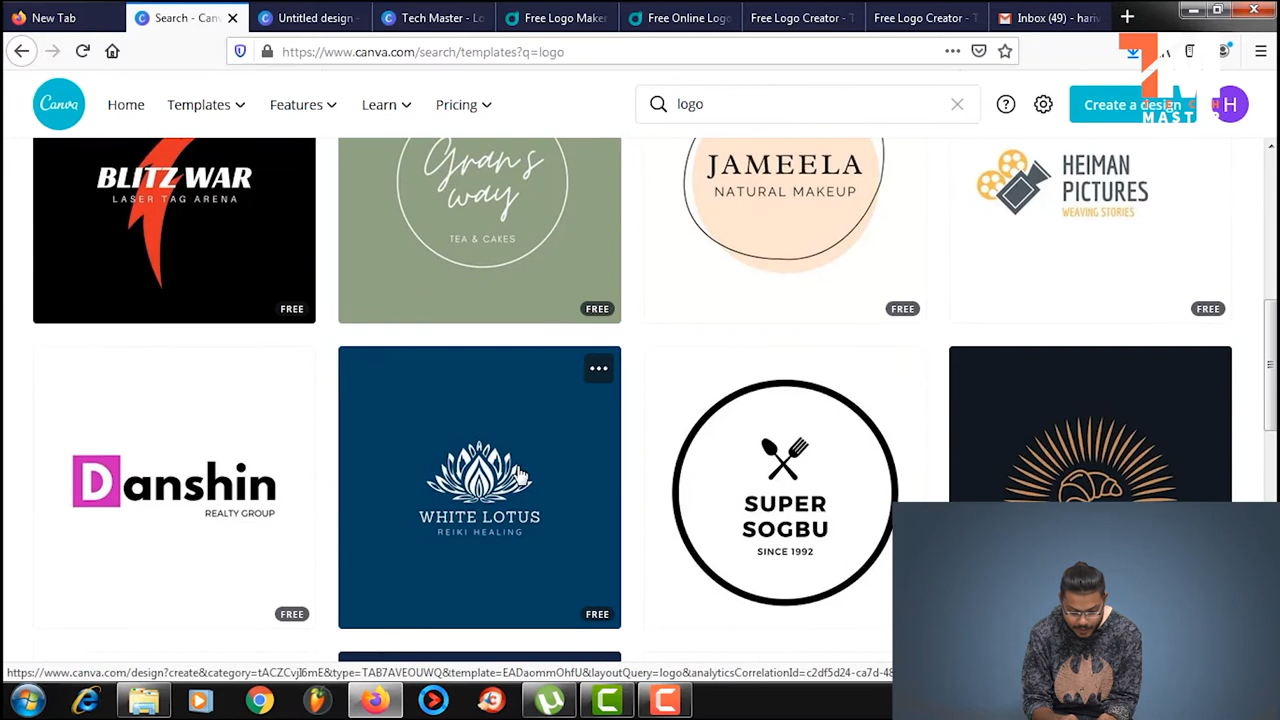 New Tab
Search - Canv
Untitled design -
Tech Master - Lo
Free Logo Maker
Free Online Logo
Free Logo Creator - T
Free Logo Creator - T
Inbox (49) - hariv
https://www.canva.com/search/templates?q=logo
Canva
Home
Templates
Features
Learn
Pricing
logo
Create a design
H
TECH
MASTER
BLITZ WAR
LASER TAG ARENA
FREE
Gran's
way
TEA & CAKES
FREE
JAMEELA
NATURAL MAKEUP
FREE
HEIMAN
PICTURES
WEAVING STORIES
FREE
Danshin
REALTY GROUP
FREE
WHITE LOTUS
REIKI HEALING
FREE
SUPER
SOGBU
SINCE 1992
https://www.canva.com/design?create&category=tACZCvjI6mE&type=TAB7AVEOUWQ&template=EADaommOhfU&layoutQuery=logo&analyticsCorrelationId=c2df5d24-ca7d-48